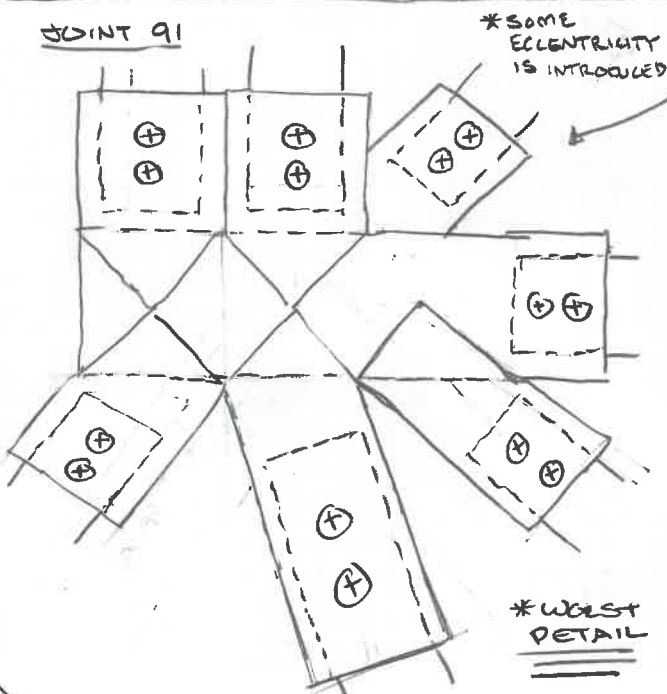 JOINT 91
*SOME
ECCENTRICITY
IS INTRODUCED
*WORST
DETAIL